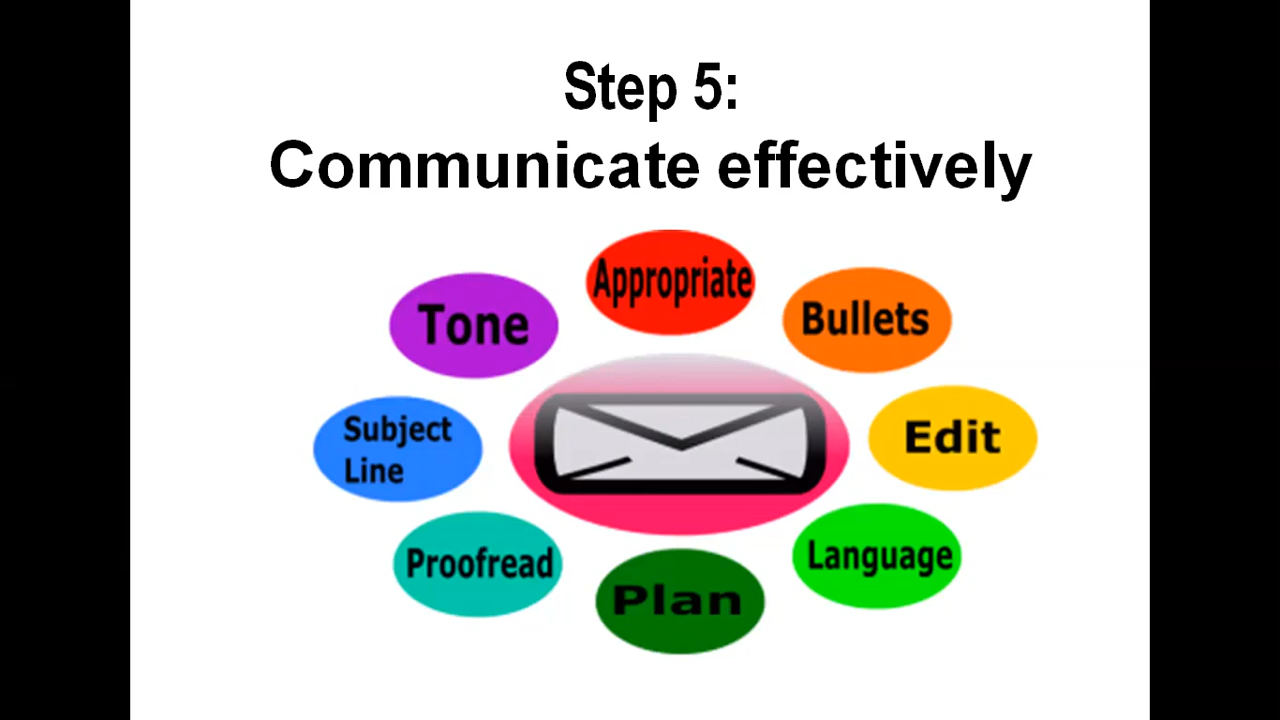 Step 5:
Communicate effectively
Appropriate
Tone
Bullets
Subject
Line
Edit
Proofread
Language
Plan